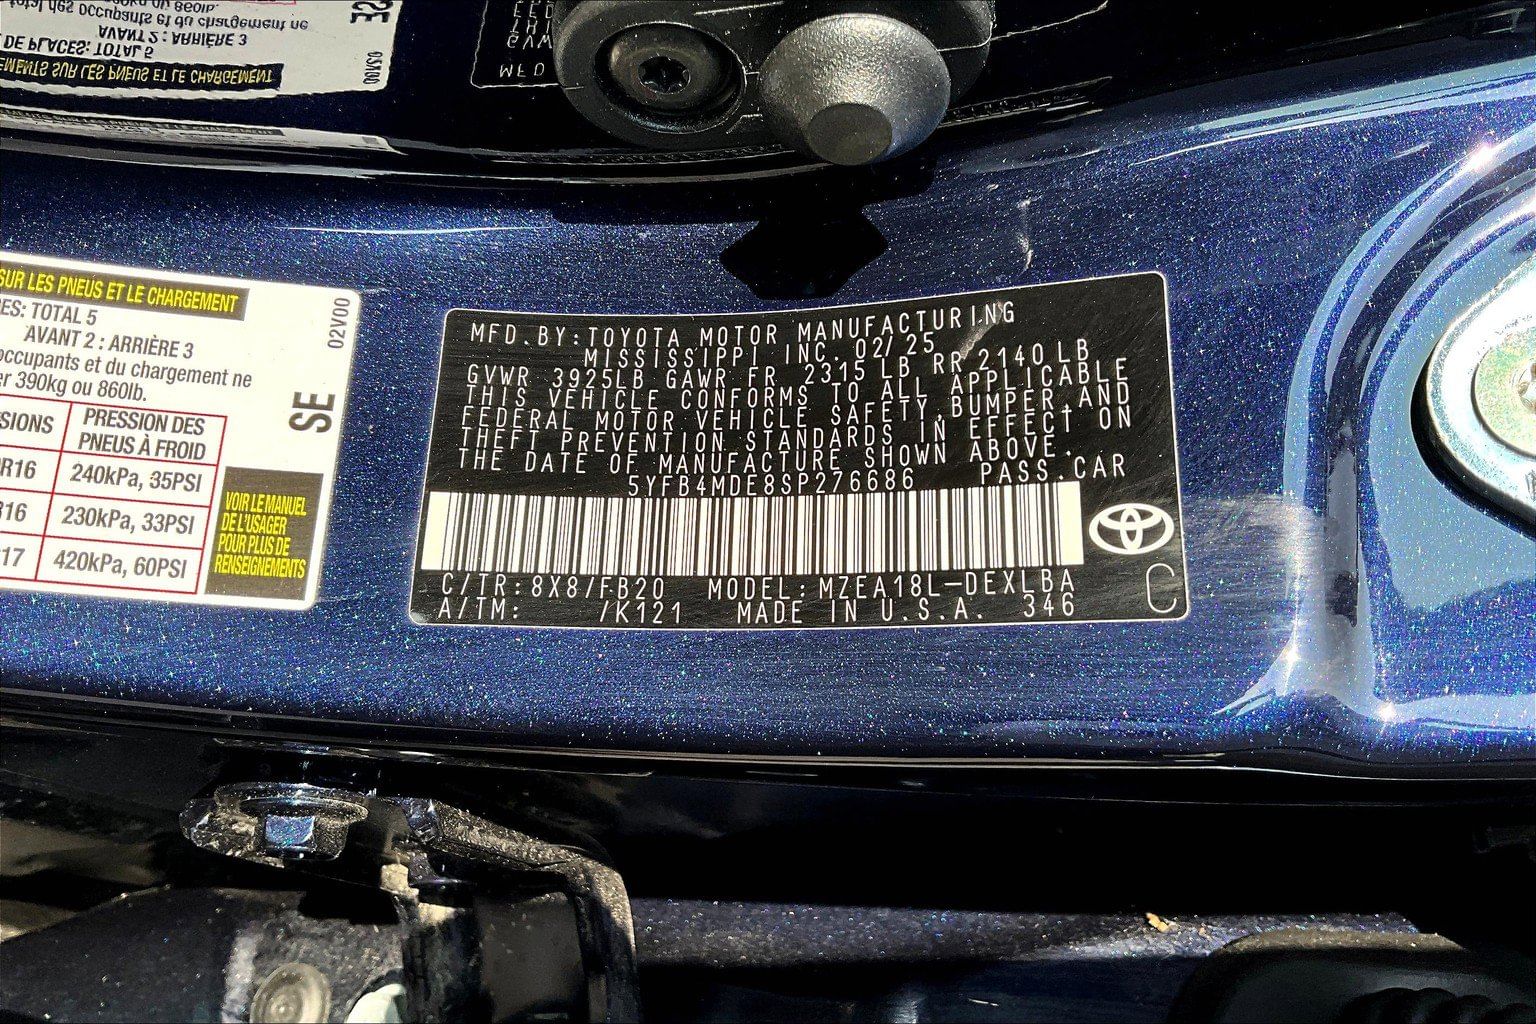 SUR LES PNEUS ET LE CHARGEMENT
TOTAL 5
AVANT 2 : ARRIÈRE 3
occupants et du chargement ne
390kg ou 860lb.
PRESSION DES
PNEUS À FROID
R16 240kPa, 35PSI
16 230kPa, 33PSI
17 420kPa, 60PSI
VOIR LE MANUEL
DE L'USAGER
POUR PLUS DE
RENSEIGNEMENTS
02V00
SE
MFD. BY: TOYOTA MOTOR MANUFACTURING
MISSISSIPPI INC. 02/25
GVWR 3925LB GAWR FR 2315 LB RR 2140 LB
THIS VEHICLE CONFORMS TO ALL APPLICABLE
FEDERAL MOTOR VEHICLE SAFETY, BUMPER, AND
THEFT PREVENTION STANDARDS IN EFFECT ON
THE DATE OF MANUFACTURE SHOWN ABOVE.
5YFB4MDE8SP276686 PASS. CAR
C/TR: 8X8/FB20 MODEL: MZEA18L-DEXLBA
A/TM: /K121 MADE IN U.S.A. 346
C